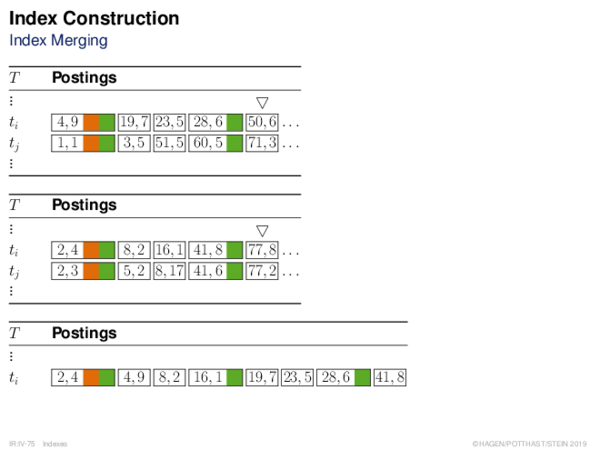 Index Construction
Index Merging
T Postings
⋮ ▽
t_i 4, 9 19, 7 23, 5 28, 6 50, 6 ...
t_j 1, 1 3, 5 51, 5 60, 5 71, 3 ...
⋮
T Postings
⋮ ▽
t_i 2, 4 8, 2 16, 1 41, 8 77, 8 ...
t_j 2, 3 5, 2 8, 17 41, 6 77, 2 ...
⋮
T Postings
⋮
t_i 2, 4 4, 9 8, 2 16, 1 19, 7 23, 5 28, 6 41, 8
IR:IV-75 Indexes ©HAGEN/POTTHAST/STEIN 2019